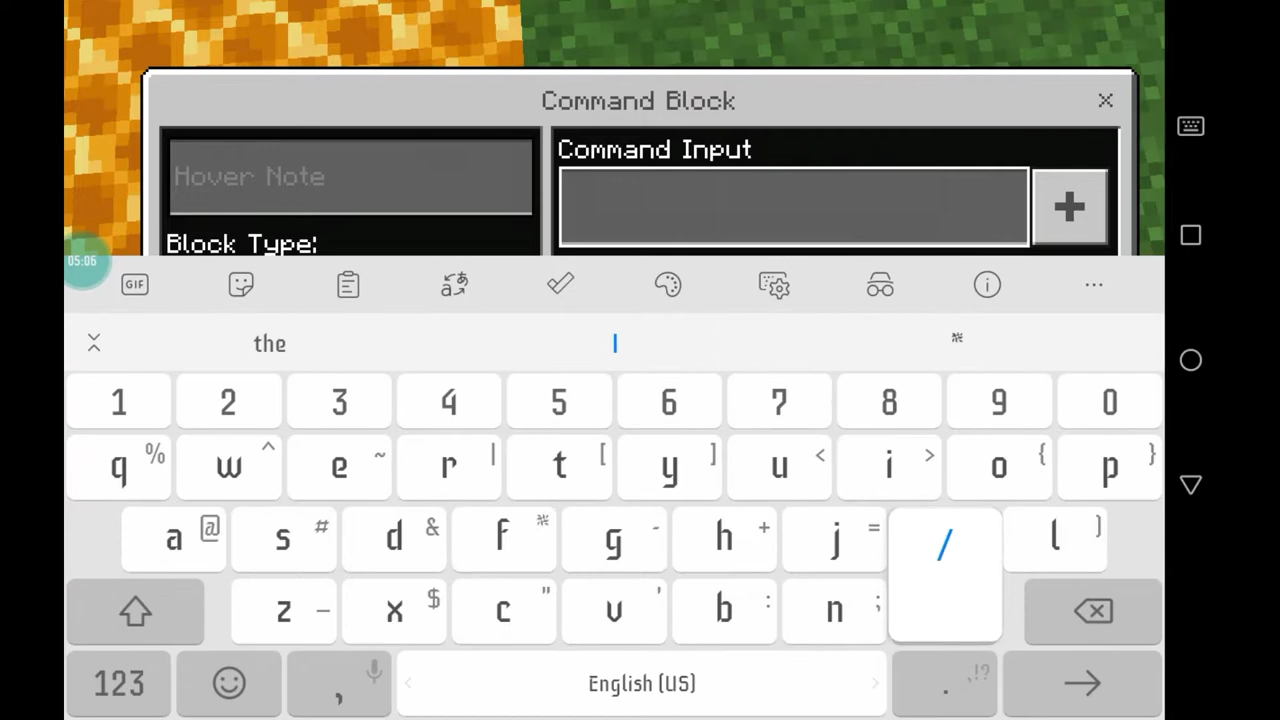 Command Block
Hover Note
Command Input
Block Type:
05:06
GIF
the
*
1 2 3 4 5 6 7 8 9 0
q % w ^ e ~ r | t [ y ] u < i > o { p }
a @ s # d & f * g - h + j = / l )
z _ x $ c " v ' b : n ;
123 , English (US) . ,!?